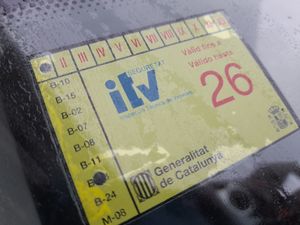 II III IV V VI VII VIII IX X XI XII
SEGURETAT
itv
Vàlid fins a
Válido hasta
26
B-10
B-15
B-02
B-07
B-08
B-11
B-24
M-08
Generalitat
de Catalunya